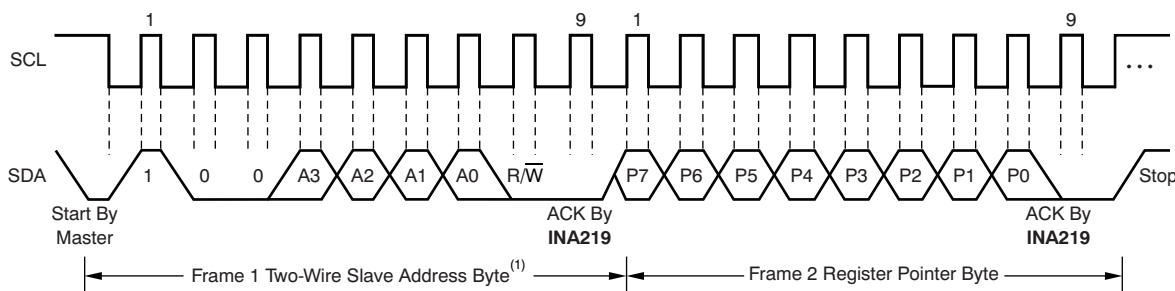 1 9 1 9
SCL ...
SDA 1 0 0 A3 A2 A1 A0 R/W̅ P7 P6 P5 P4 P3 P2 P1 P0 Stop
Start By
Master
ACK By
INA219
ACK By
INA219
Frame 1 Two-Wire Slave Address Byte(1)
Frame 2 Register Pointer Byte